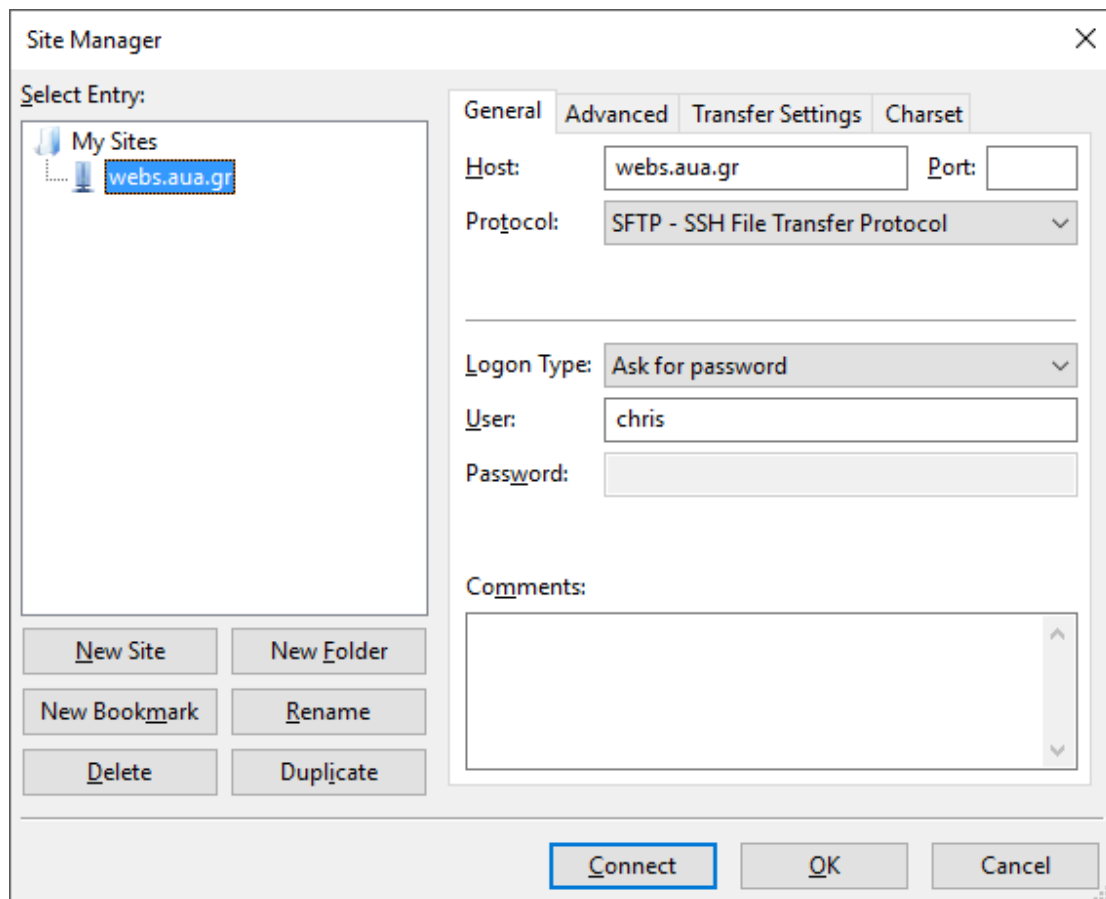 Site Manager
Select Entry:
My Sites
webs.aua.gr
New Site
New Folder
New Bookmark
Rename
Delete
Duplicate
General
Advanced
Transfer Settings
Charset
Host:
webs.aua.gr
Port:
Protocol:
SFTP - SSH File Transfer Protocol
Logon Type:
Ask for password
User:
chris
Password:
Comments:
Connect
OK
Cancel